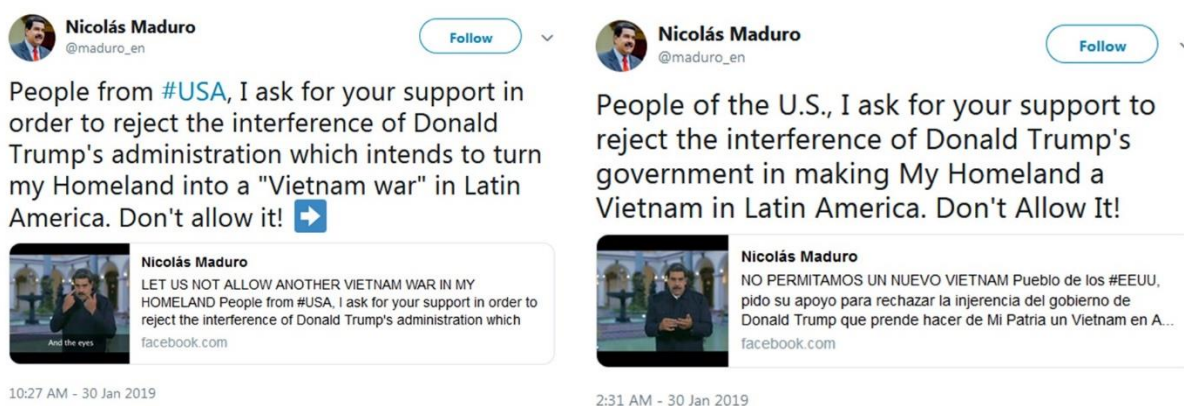 Nicolás Maduro
@maduro_en
Follow
People from #USA, I ask for your support in
order to reject the interference of Donald
Trump's administration which intends to turn
my Homeland into a "Vietnam war" in Latin
America. Don't allow it! ➡
And the eyes
Nicolás Maduro
LET US NOT ALLOW ANOTHER VIETNAM WAR IN MY
HOMELAND People from #USA, I ask for your support in order to
reject the interference of Donald Trump's administration which
facebook.com
10:27 AM - 30 Jan 2019
Nicolás Maduro
@maduro_en
Follow
People of the U.S., I ask for your support to
reject the interference of Donald Trump's
government in making My Homeland a
Vietnam in Latin America. Don't Allow It!
Nicolás Maduro
NO PERMITAMOS UN NUEVO VIETNAM Pueblo de los #EEUU,
pido su apoyo para rechazar la injerencia del gobierno de
Donald Trump que prende hacer de Mi Patria un Vietnam en A...
facebook.com
2:31 AM - 30 Jan 2019